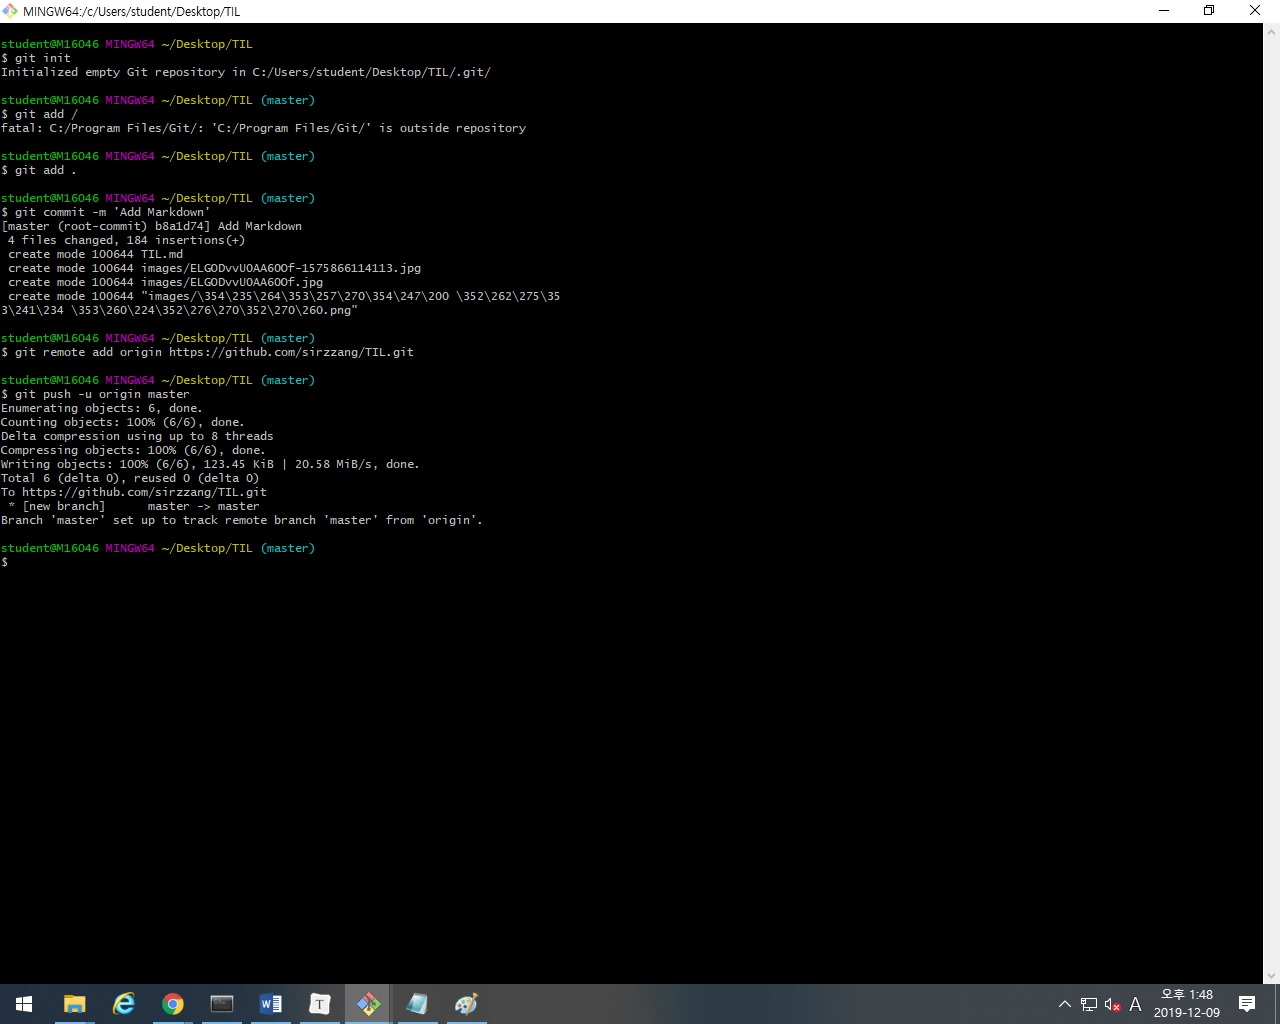 MINGW64:/c/Users/student/Desktop/TIL
student@M16046 MINGW64 ~/Desktop/TIL
$ git init
Initialized empty Git repository in C:/Users/student/Desktop/TIL/.git/
student@M16046 MINGW64 ~/Desktop/TIL (master)
$ git add /
fatal: C:/Program Files/Git/: 'C:/Program Files/Git/' is outside repository
student@M16046 MINGW64 ~/Desktop/TIL (master)
$ git add .
student@M16046 MINGW64 ~/Desktop/TIL (master)
$ git commit -m 'Add Markdown'
[master (root-commit) b8a1d74] Add Markdown
 4 files changed, 184 insertions(+)
 create mode 100644 TIL.md
 create mode 100644 images/ELGODvvU0AA6OOf-1575866114113.jpg
 create mode 100644 images/ELGODvvU0AA6OOf.jpg
 create mode 100644 "images/\354\235\264\353\257\270\354\247\200 \352\262\275\35
3\241\234 \353\260\224\352\276\270\352\270\260.png"
student@M16046 MINGW64 ~/Desktop/TIL (master)
$ git remote add origin https://github.com/sirzzang/TIL.git
student@M16046 MINGW64 ~/Desktop/TIL (master)
$ git push -u origin master
Enumerating objects: 6, done.
Counting objects: 100% (6/6), done.
Delta compression using up to 8 threads
Compressing objects: 100% (6/6), done.
Writing objects: 100% (6/6), 123.45 KiB | 20.58 MiB/s, done.
Total 6 (delta 0), reused 0 (delta 0)
To https://github.com/sirzzang/TIL.git
 * [new branch]      master -> master
Branch 'master' set up to track remote branch 'master' from 'origin'.
student@M16046 MINGW64 ~/Desktop/TIL (master)
$
T
A
오후 1:48
2019-12-09